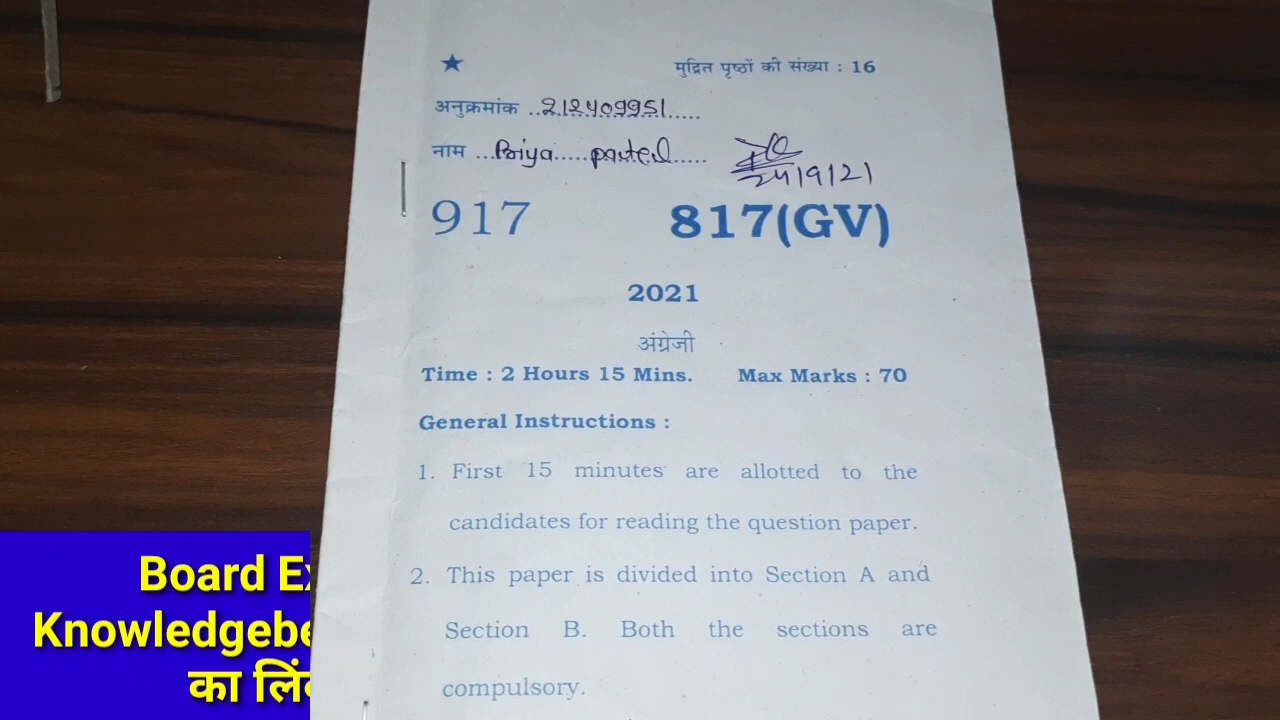 ★ मुद्रित पृष्ठों की संख्या : 16
अनुक्रमांक ..212409951.....
नाम ...Priya..... pated.....
24/9/21
917 817(GV)
2021
अंग्रेजी
Time : 2 Hours 15 Mins. Max Marks : 70
General Instructions :
1. First 15 minutes are allotted to the
candidates for reading the question paper.
2. This paper is divided into Section A and
Section B. Both the sections are
compulsory.
Board Ex
Knowledgebe
का लिं